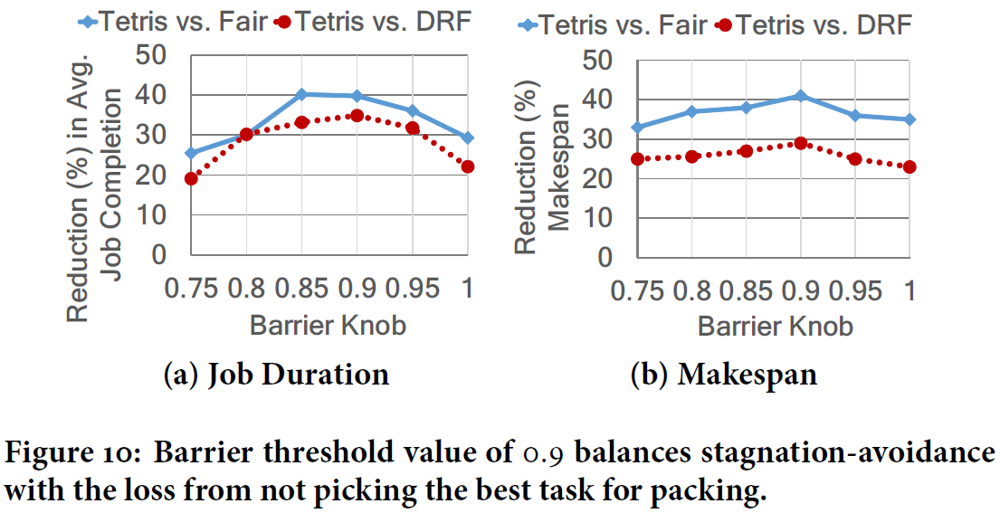 Tetris vs. Fair Tetris vs. DRF
Reduction (%) in Avg.
Job Completion
50
40
30
20
10
0
0.75 0.8 0.85 0.9 0.95 1
Barrier Knob
(a) Job Duration
Tetris vs. Fair Tetris vs. DRF
Reduction (%)
Makespan
50
40
30
20
10
0
0.75 0.8 0.85 0.9 0.95 1
Barrier Knob
(b) Makespan
Figure 10: Barrier threshold value of 0.9 balances stagnation-avoidance
with the loss from not picking the best task for packing.